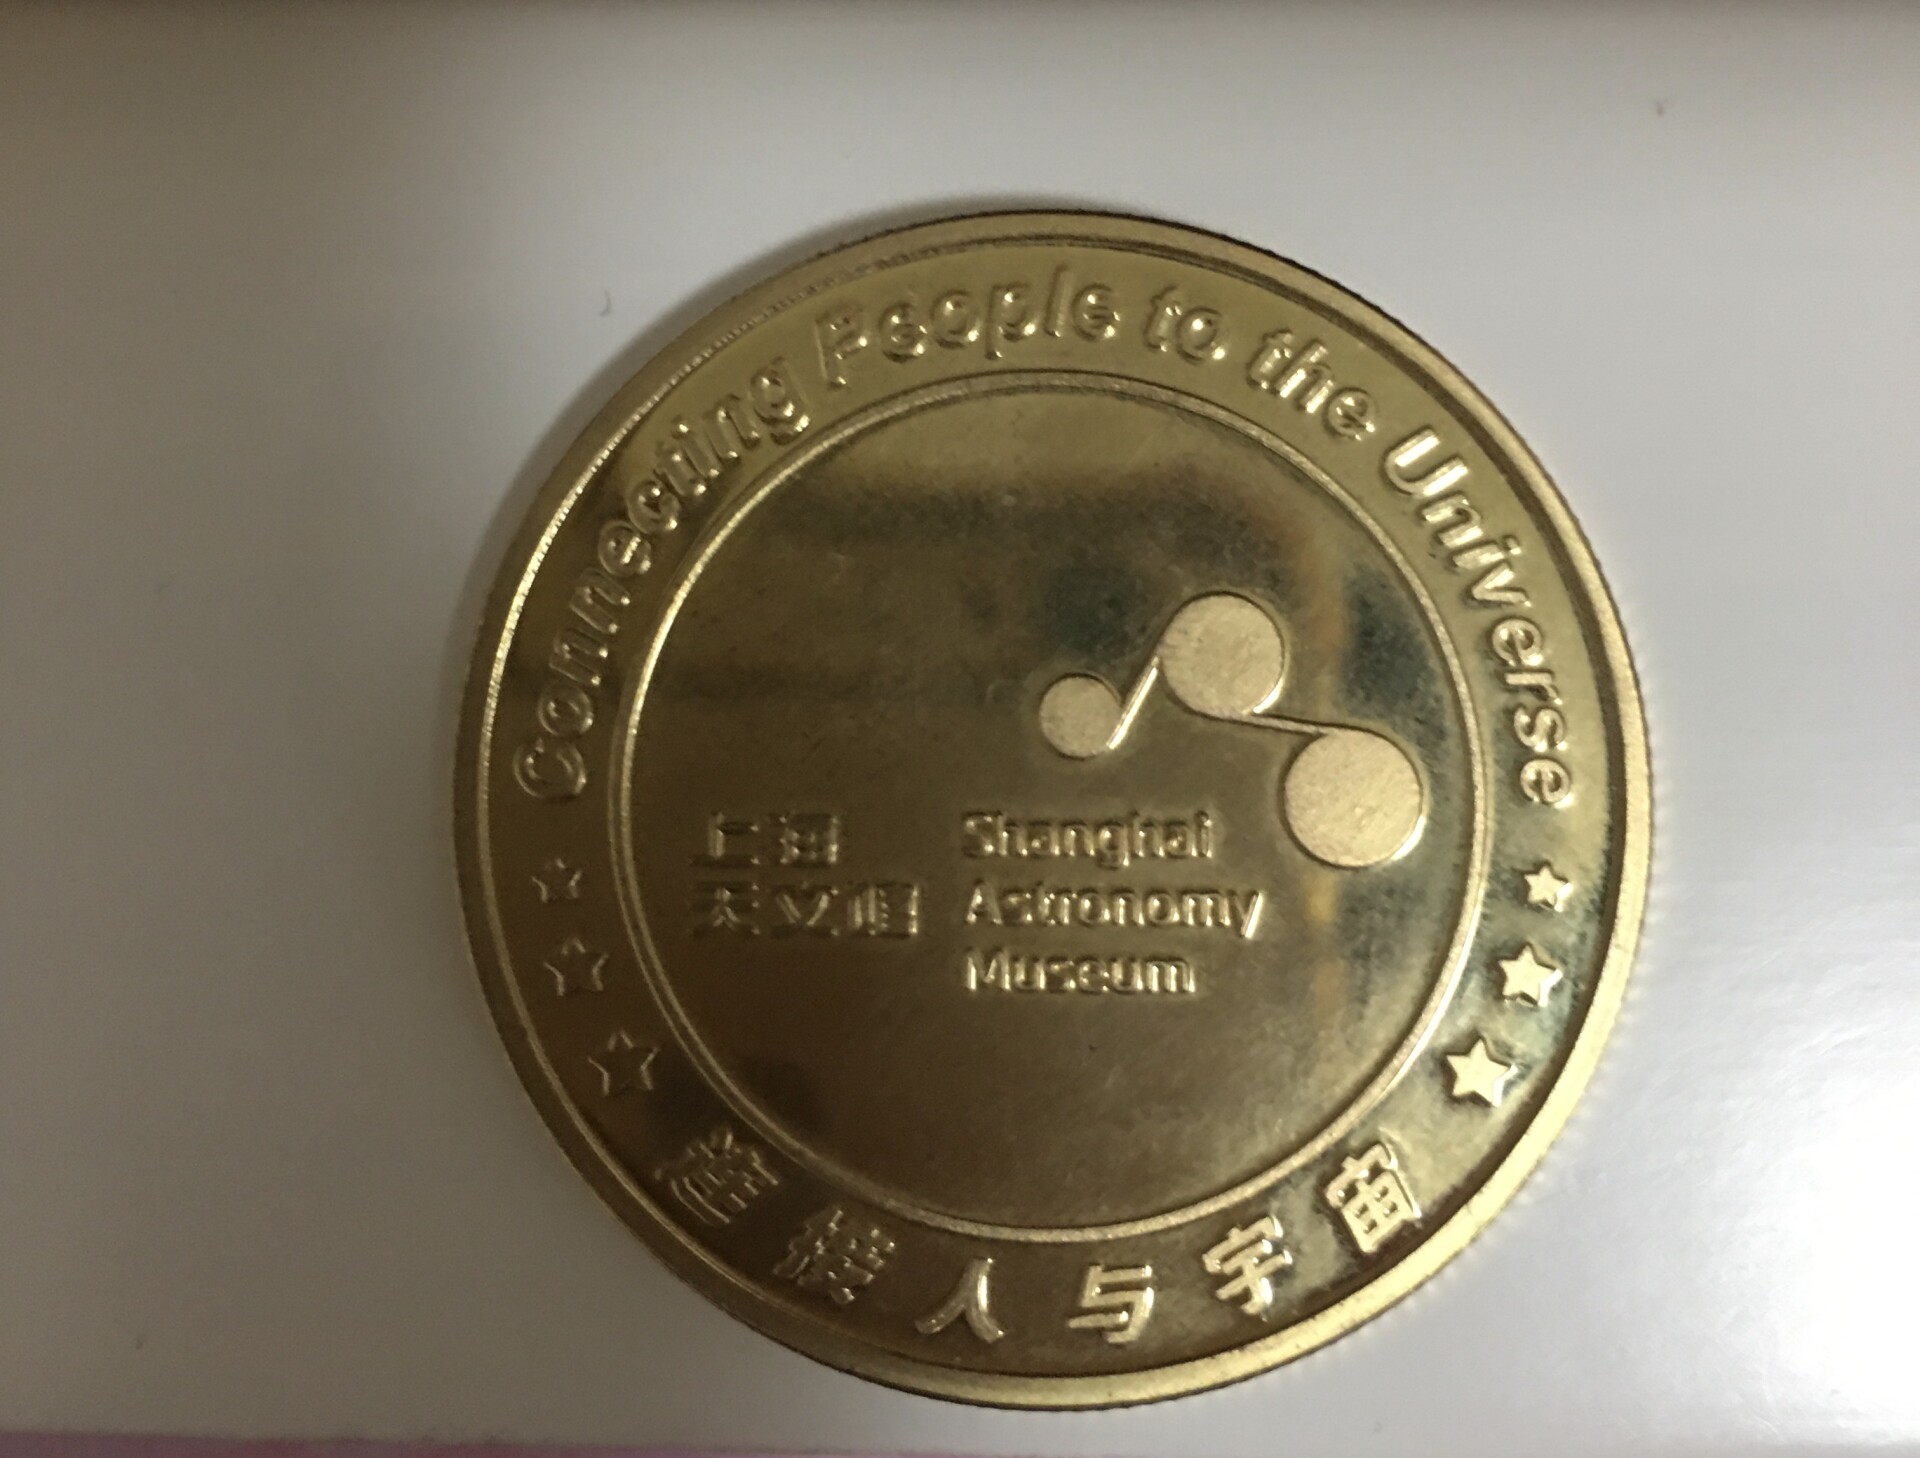 Connecting People to the Universe
上海
天文馆
Shanghai
Astronomy
Museum
连接人与宇宙